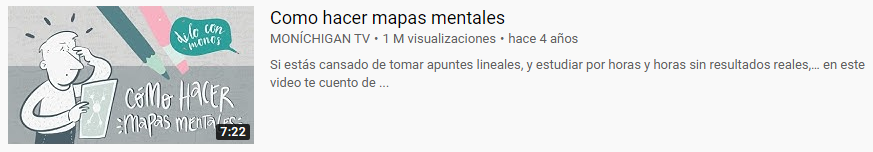 dilo con
monos
CÓMO HACER
MAPAS MENTALES
7:22
Como hacer mapas mentales
MONÍCHIGAN TV • 1 M visualizaciones • hace 4 años
Si estás cansado de tomar apuntes lineales, y estudiar por horas y horas sin resultados reales,... en este
video te cuento de ...